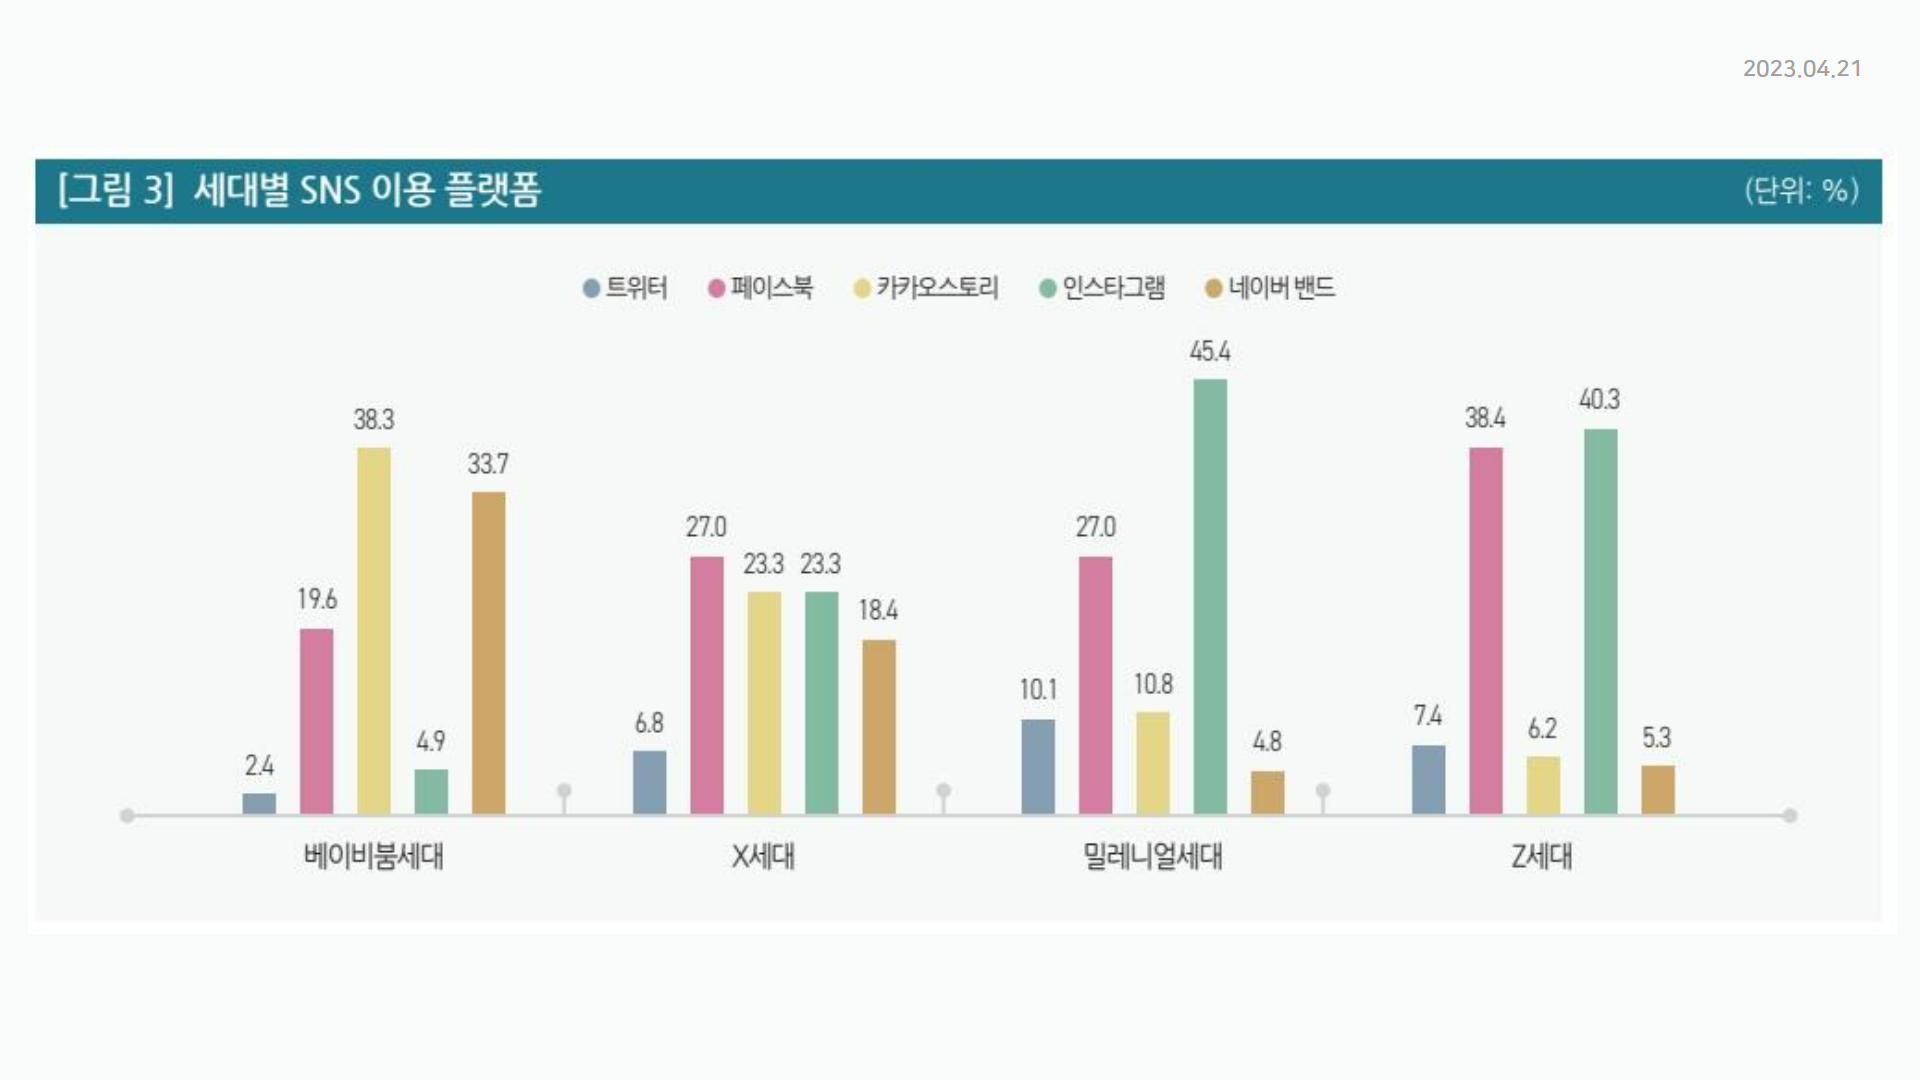 2023.04.21
[그림 3] 세대별 SNS 이용 플랫폼 (단위: %)
트위터 페이스북 카카오스토리 인스타그램 네이버 밴드
2.4 19.6 38.3 4.9 33.7
6.8 27.0 23.3 23.3 18.4
10.1 27.0 10.8 45.4 4.8
7.4 38.4 6.2 40.3 5.3
베이비붐세대 X세대 밀레니얼세대 Z세대